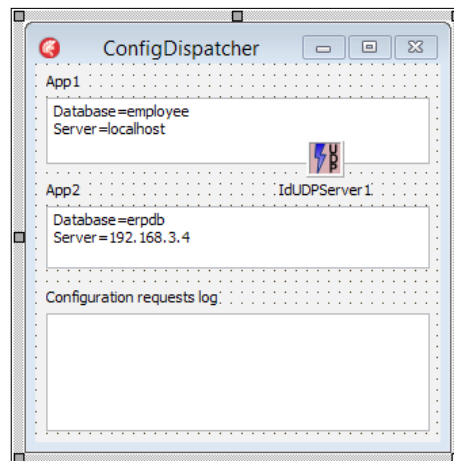 ConfigDispatcher
App1
Database=employee
Server=localhost
UDP
App2
IdUDPServer1
Database=erpdb
Server=192.168.3.4
Configuration requests log